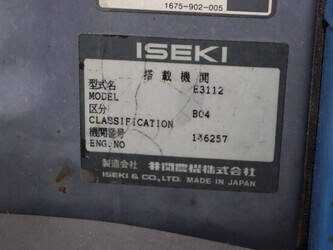 1675-902-005
ISEKI
搭載機関
型式名 E3112
MODEL
区分 B04
CLASSIFICATION
機関番号 146257
ENG.NO
製造会社 井関農機株式会社
ISEKI & CO.,LTD. MADE IN JAPAN